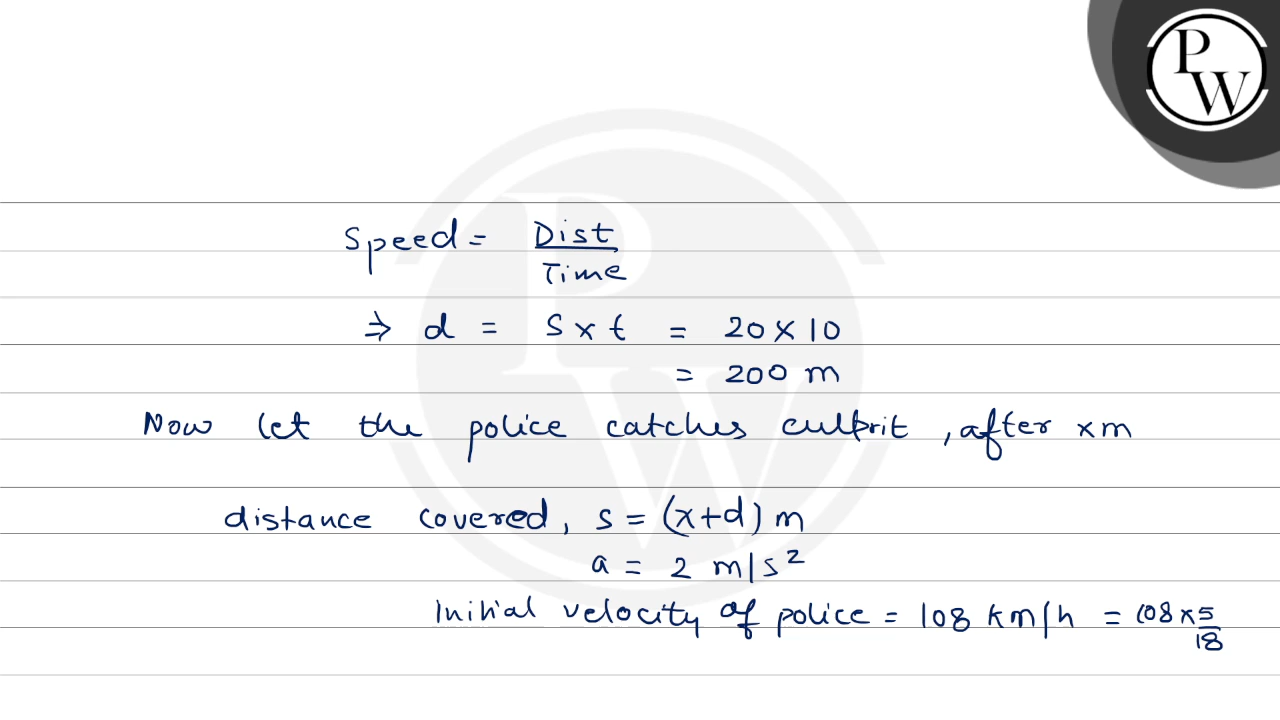 P
W
Speed = Dist / Time
⇒ d = S × t = 20 × 10
= 200 m
Now let the police catches culprit , after xm
distance covered, s = (x+d) m
a = 2 m/s²
Initial velocity of police = 108 km/h = 108 × 5/18